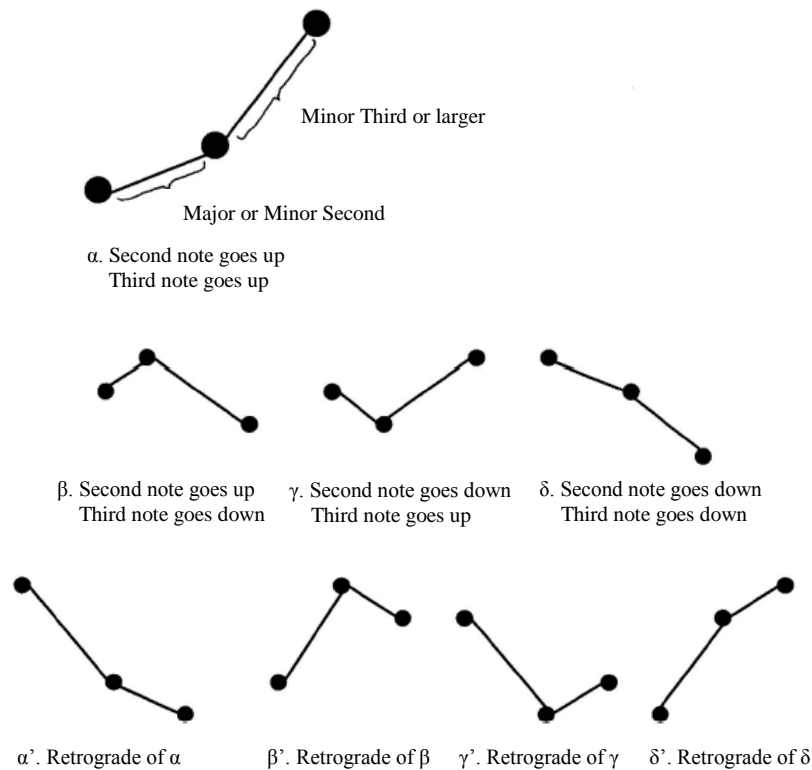 Minor Third or larger
Major or Minor Second
α. Second note goes up
Third note goes up
β. Second note goes up
Third note goes down
γ. Second note goes down
Third note goes up
δ. Second note goes down
Third note goes down
α’. Retrograde of α
β’. Retrograde of β
γ’. Retrograde of γ
δ’. Retrograde of δ